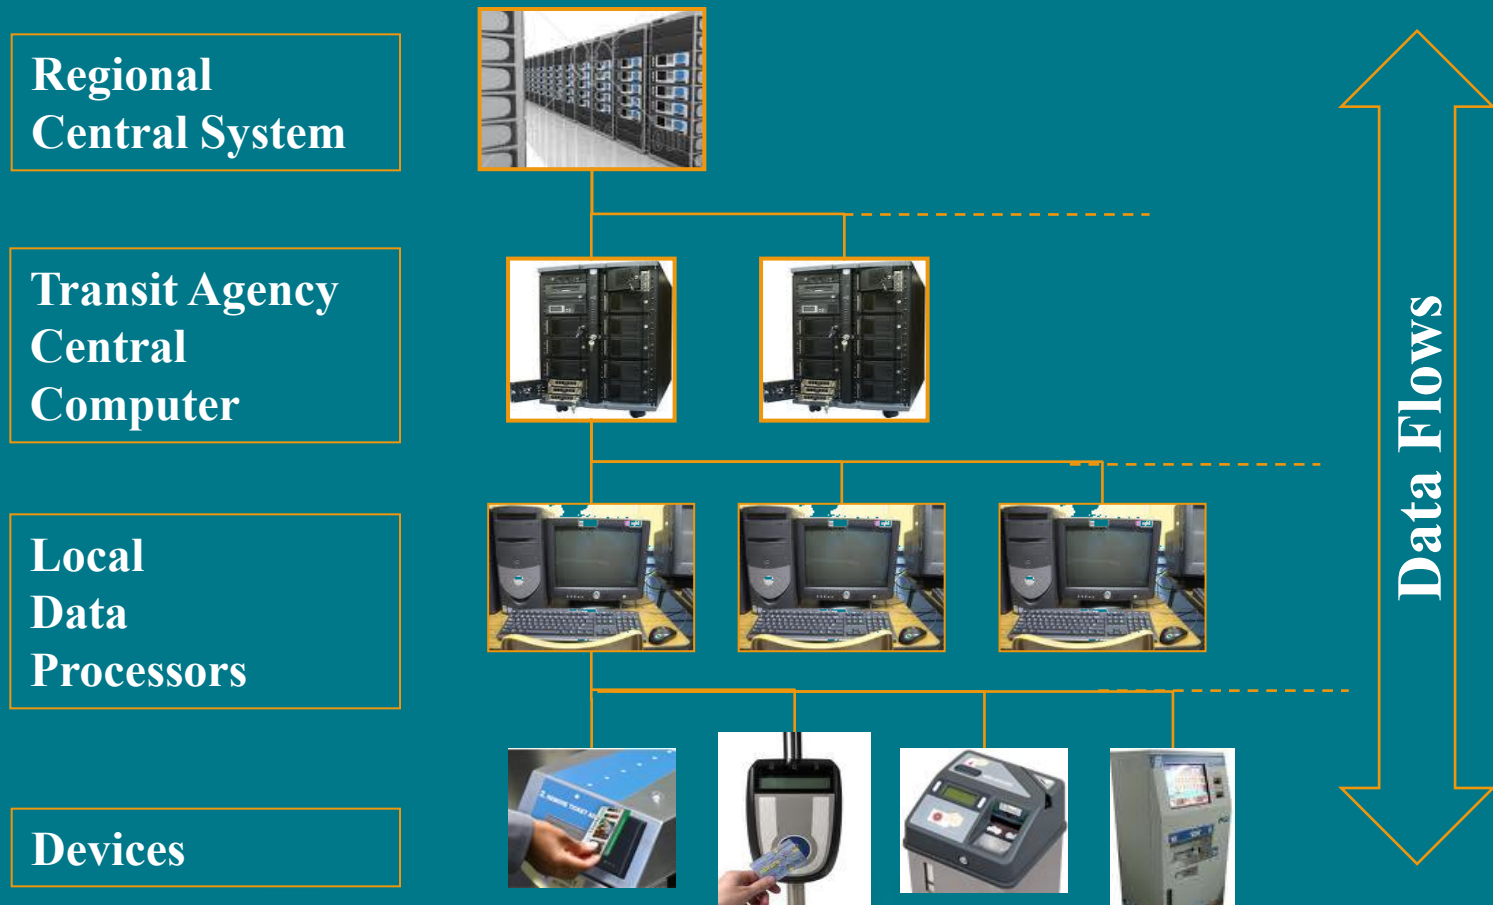 Regional
Central System
Transit Agency
Central
Computer
Local
Data
Processors
Devices
Data Flows